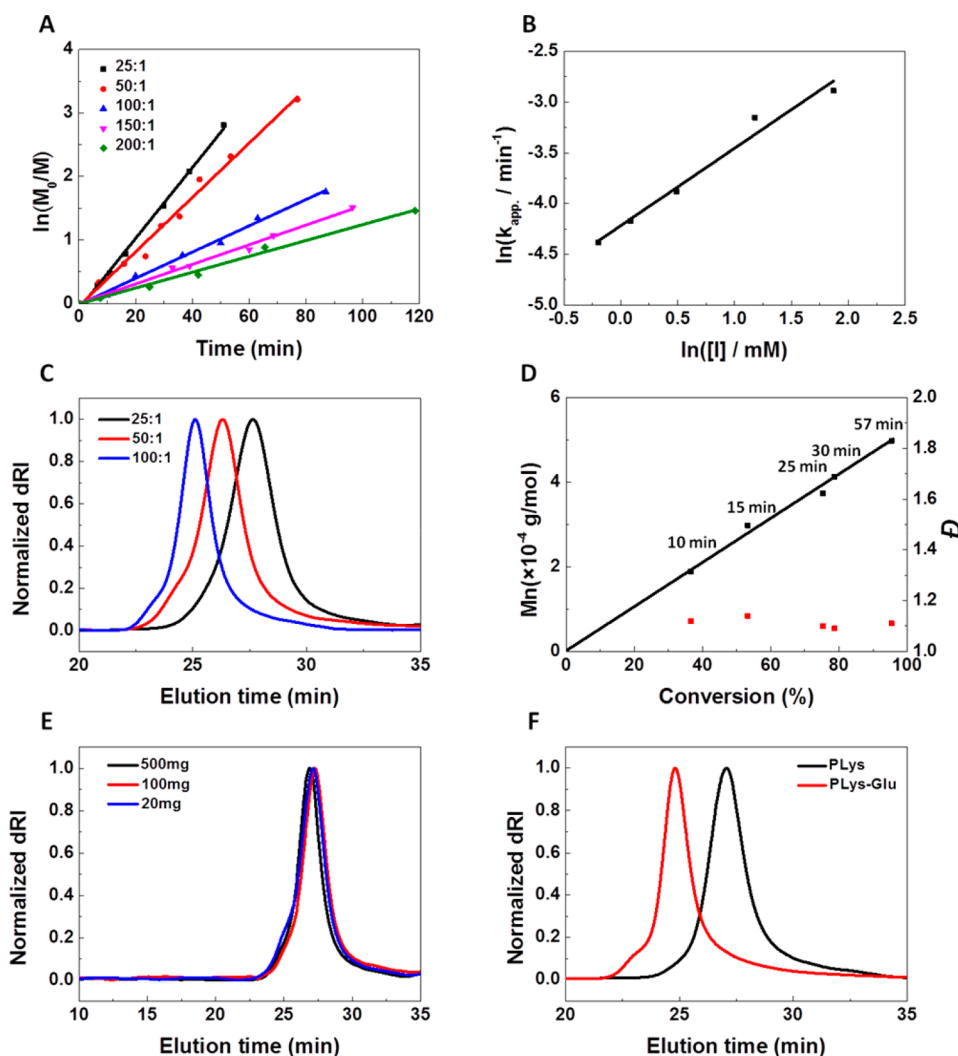 A
25:1
50:1
100:1
150:1
200:1
4
3
2
1
0
0 20 40 60 80 100 120
ln(M0/M)
Time (min)
B
-2.5
-3.0
-3.5
-4.0
-4.5
-5.0
-0.5 0.0 0.5 1.0 1.5 2.0 2.5
ln(kapp. / min-1)
ln([I] / mM)
C
25:1
50:1
100:1
1.0
0.8
0.6
0.4
0.2
0.0
20 25 30 35
Normalized dRI
Elution time (min)
D
6
4
2
0
2.0
1.8
1.6
1.4
1.2
1.0
57 min
30 min
25 min
15 min
10 min
0 20 40 60 80 100
Mn(×10-4 g/mol)
Đ
Conversion (%)
E
500mg
100mg
20mg
1.0
0.8
0.6
0.4
0.2
0.0
10 15 20 25 30 35
Normalized dRI
Elution time (min)
F
PLys
PLys-Glu
1.0
0.8
0.6
0.4
0.2
0.0
20 25 30 35
Normalized dRI
Elution time (min)